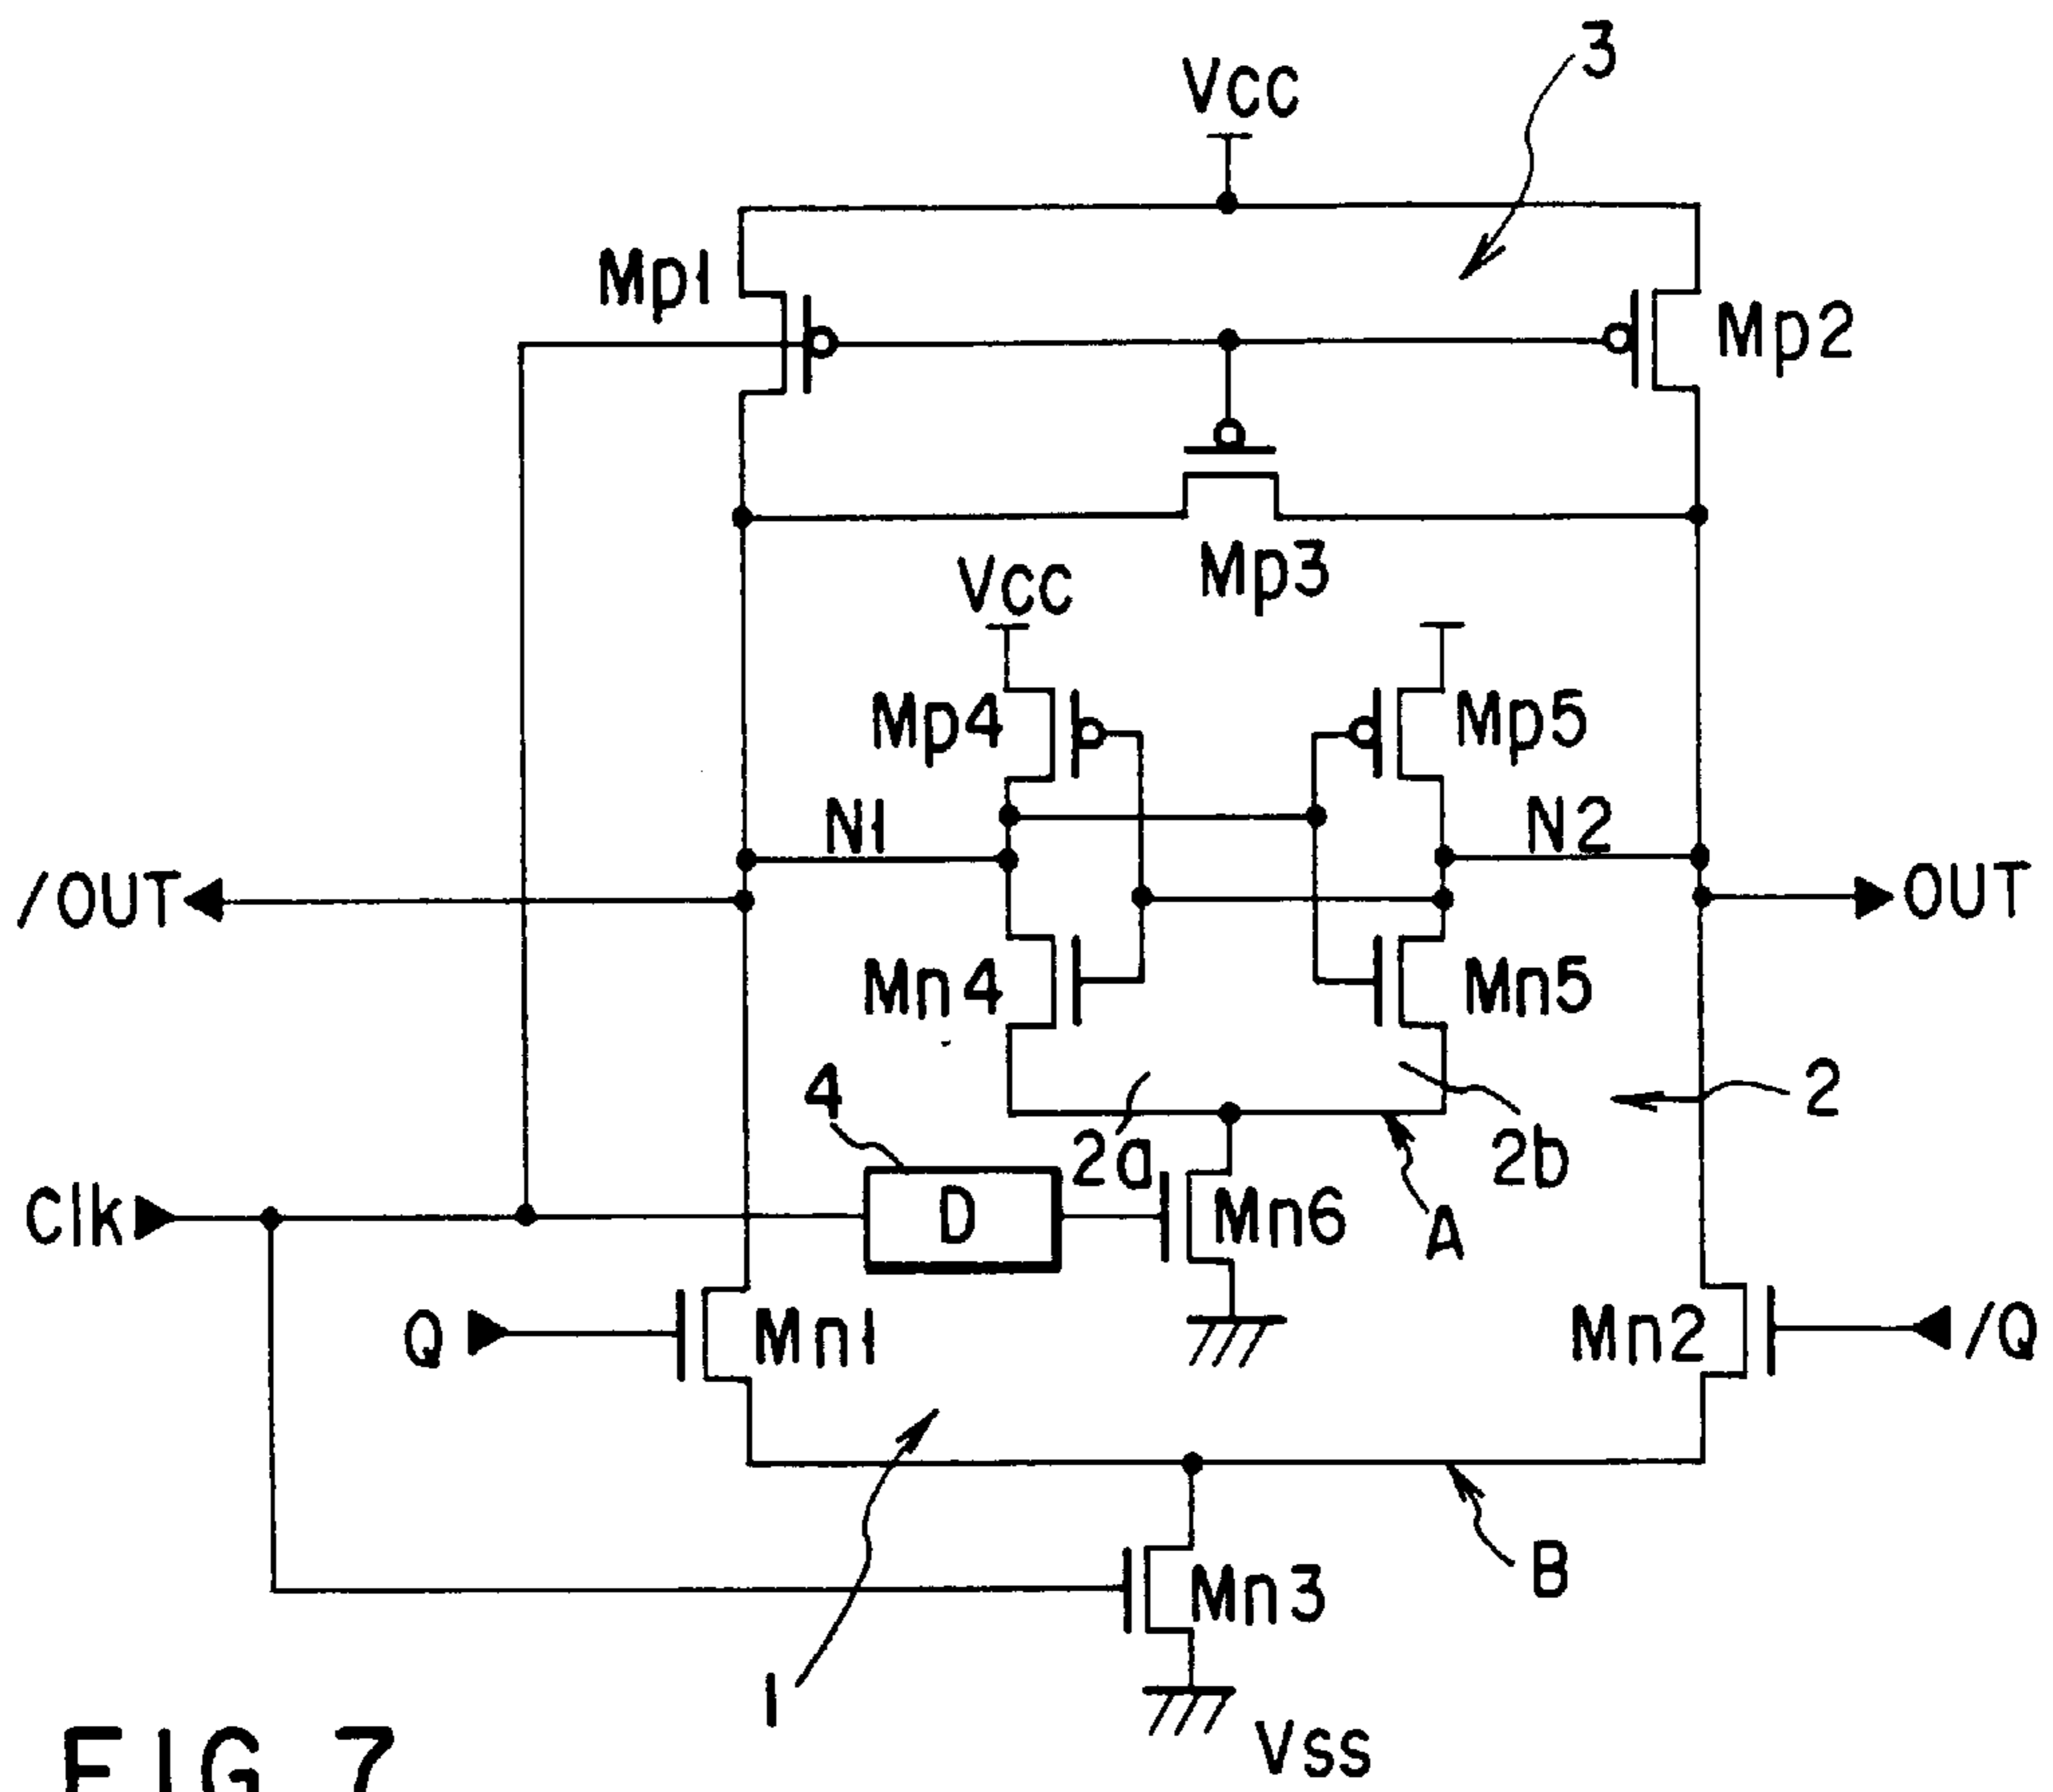 3
Vcc
Mp1
Mp2
Mp3
Vcc
Mp4
Mp5
N1
N2
/OUT
OUT
Mn4
Mn5
4
2
2a
2b
Clk
D
Mn6
A
Q
Mn1
Mn2
/Q
B
Mn3
1
Vss
FIG. 7